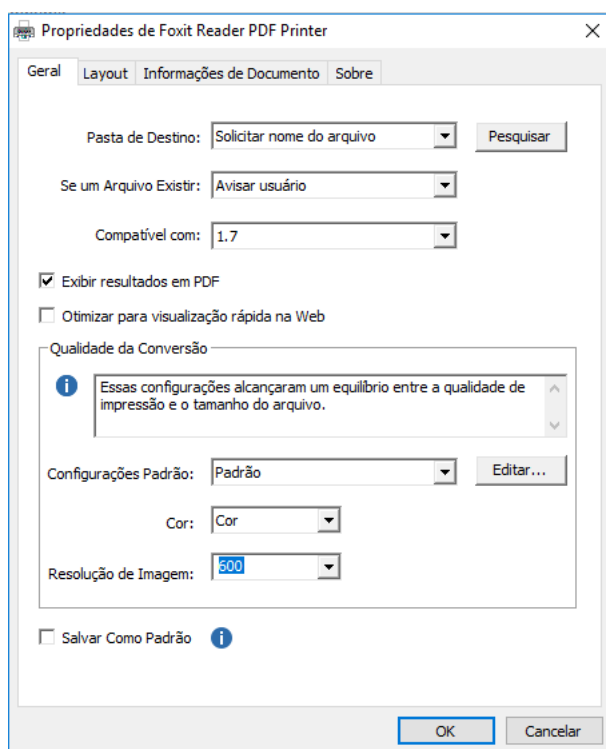 Propriedades de Foxit Reader PDF Printer
Geral Layout Informações de Documento Sobre
Pasta de Destino: Solicitar nome do arquivo Pesquisar
Se um Arquivo Existir: Avisar usuário
Compatível com: 1.7
Exibir resultados em PDF
Otimizar para visualização rápida na Web
Qualidade da Conversão
Essas configurações alcançaram um equilíbrio entre a qualidade de
impressão e o tamanho do arquivo.
Configurações Padrão: Padrão Editar...
Cor: Cor
Resolução de Imagem: 600
Salvar Como Padrão
OK Cancelar